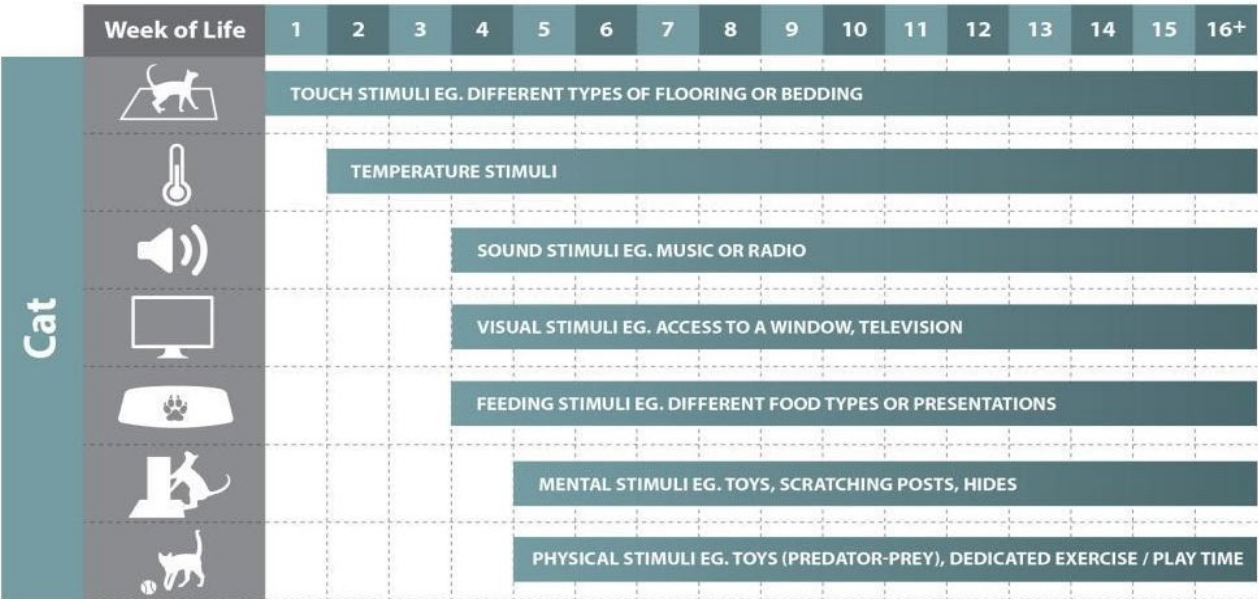 Week of Life 1 2 3 4 5 6 7 8 9 10 11 12 13 14 15 16+
Cat
TOUCH STIMULI EG. DIFFERENT TYPES OF FLOORING OR BEDDING
TEMPERATURE STIMULI
SOUND STIMULI EG. MUSIC OR RADIO
VISUAL STIMULI EG. ACCESS TO A WINDOW, TELEVISION
FEEDING STIMULI EG. DIFFERENT FOOD TYPES OR PRESENTATIONS
MENTAL STIMULI EG. TOYS, SCRATCHING POSTS, HIDES
PHYSICAL STIMULI EG. TOYS (PREDATOR-PREY), DEDICATED EXERCISE / PLAY TIME